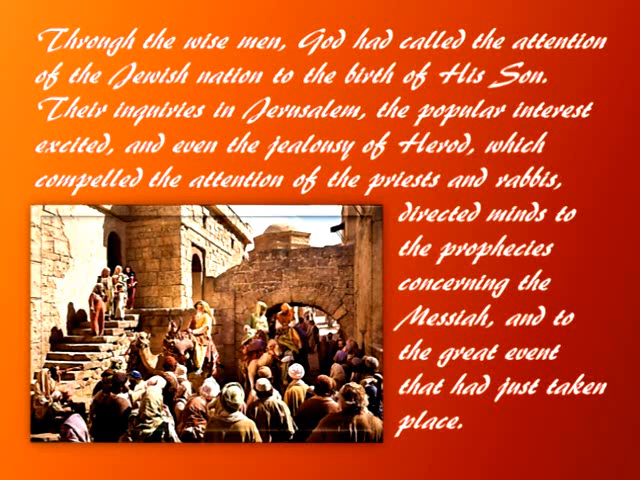 Through the wise men, God had called the attention
of the Jewish nation to the birth of His Son.
Their inquiries in Jerusalem, the popular interest
excited, and even the jealousy of Herod, which
compelled the attention of the priests and rabbis,
directed minds to
the prophecies
concerning the
Messiah, and to
the great event
that had just taken
place.